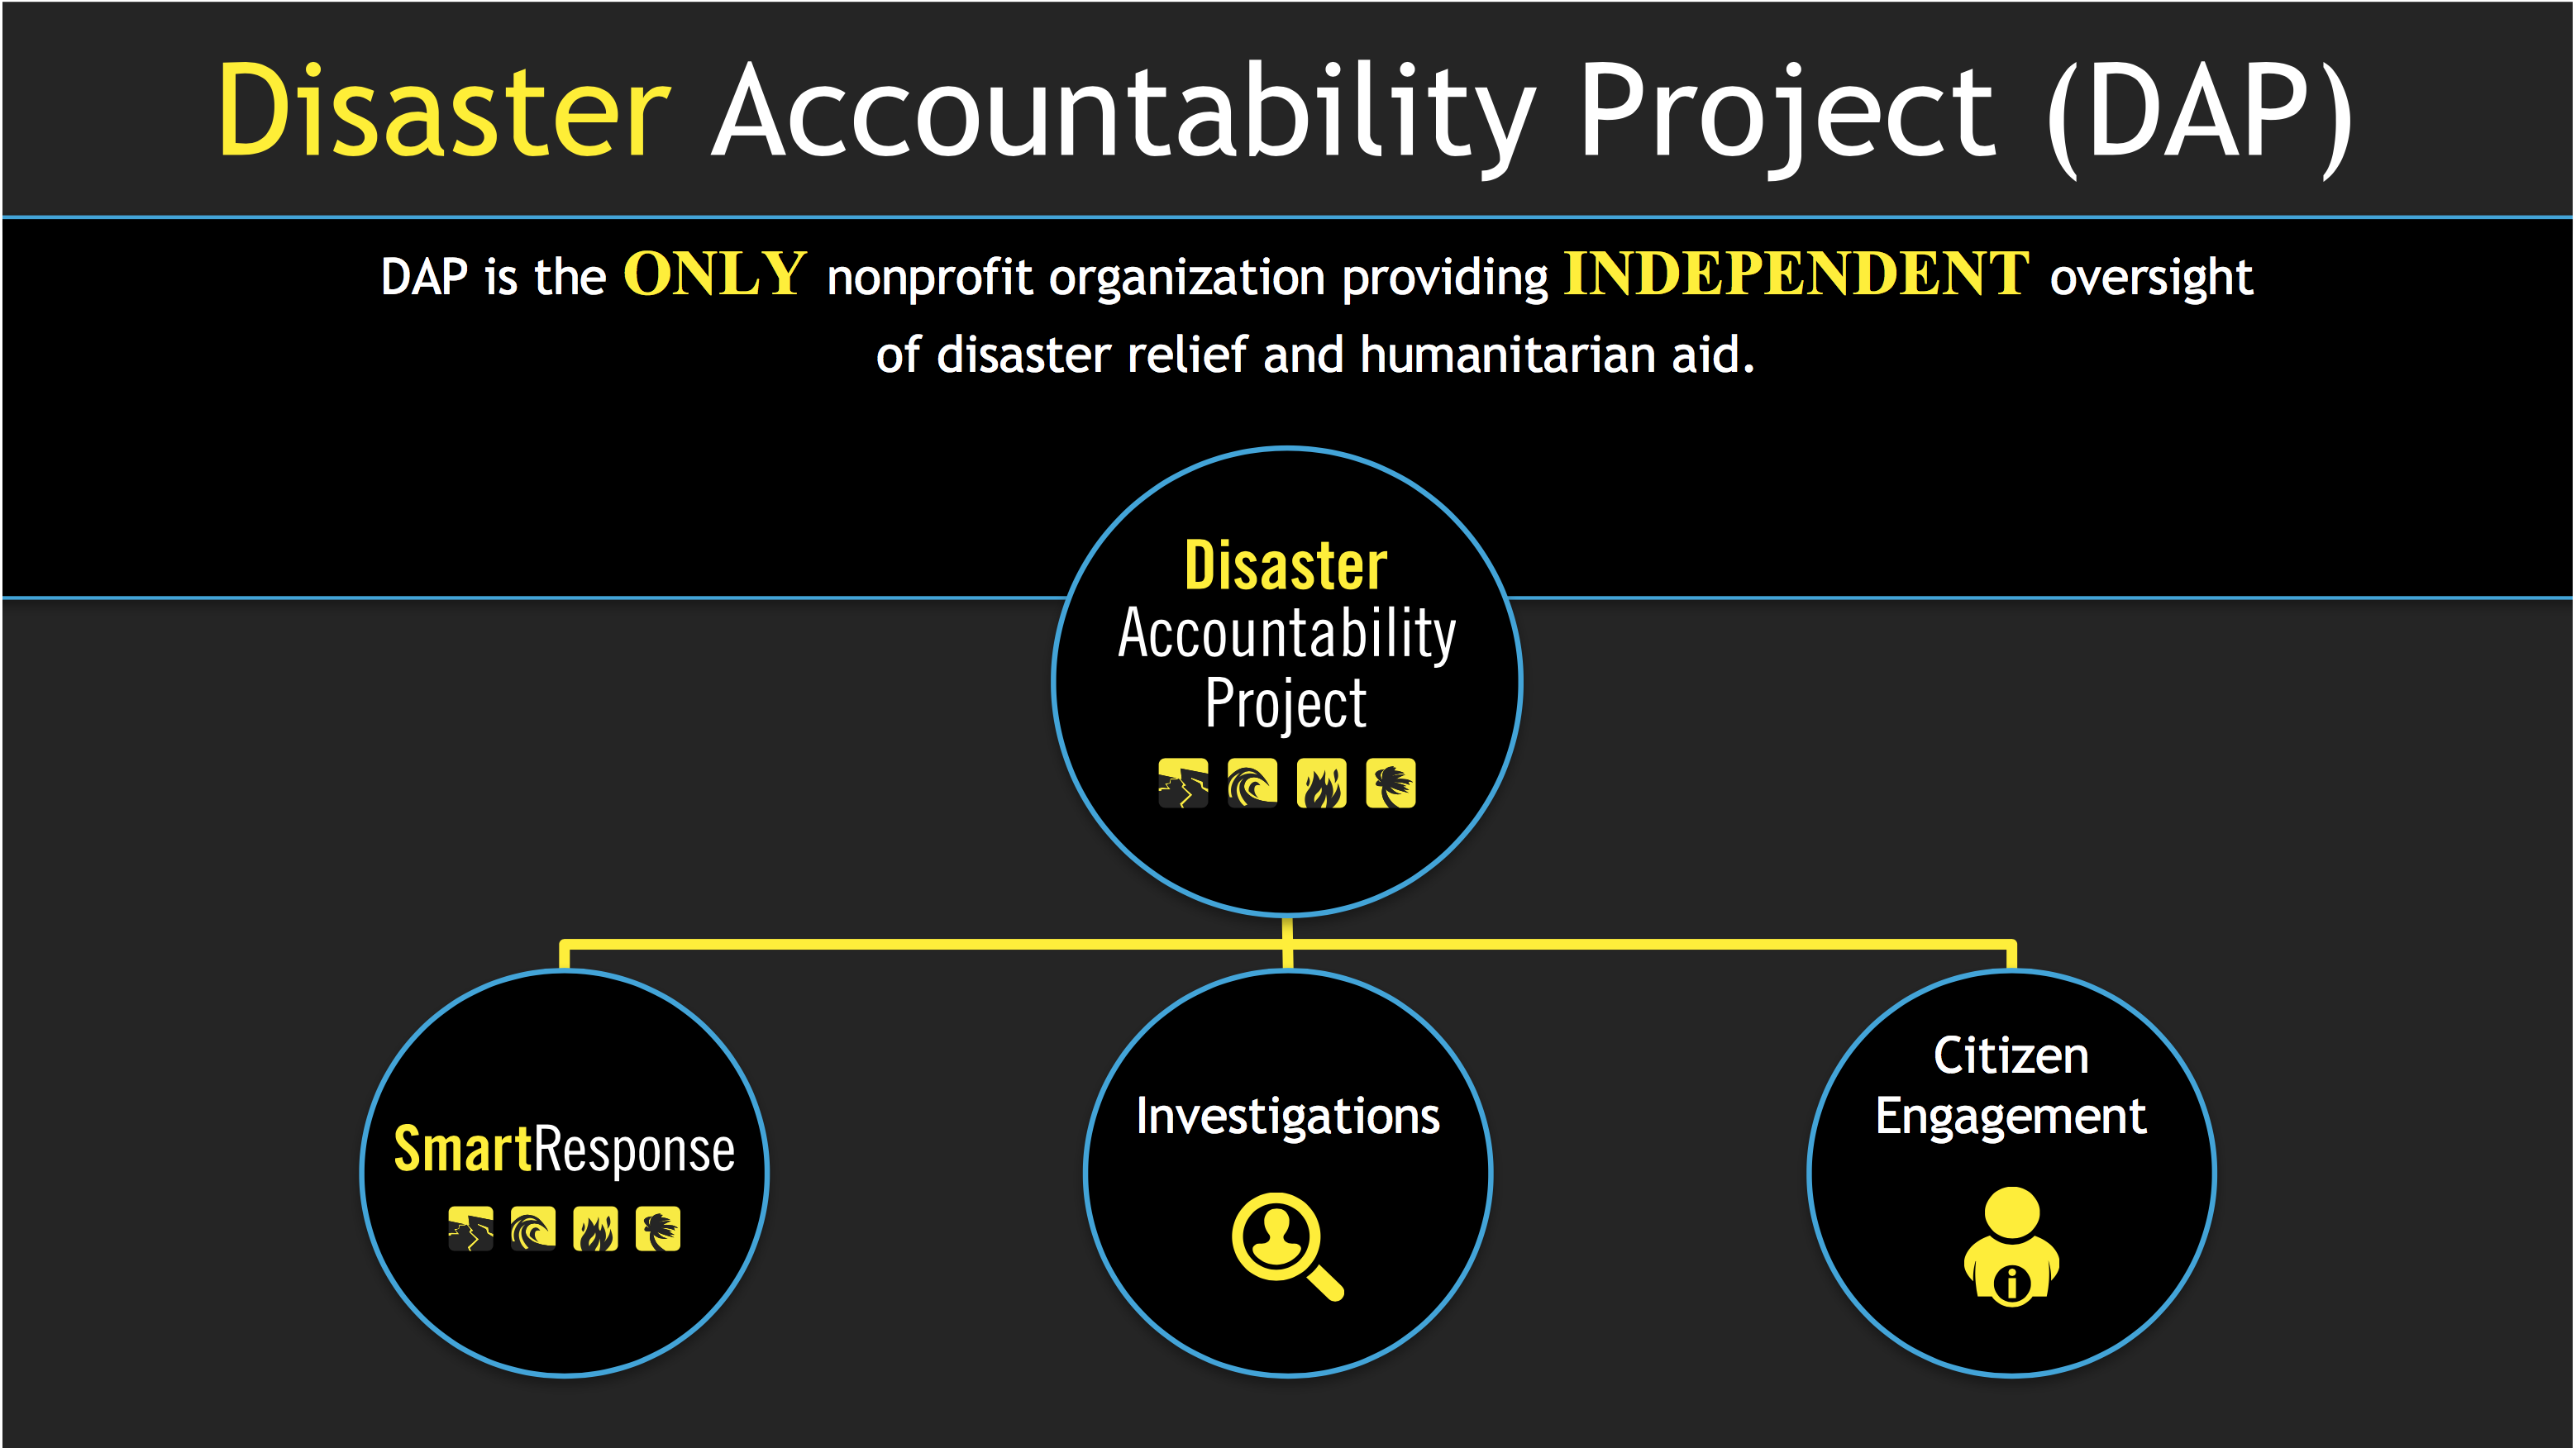 Disaster Accountability Project (DAP)
DAP is the ONLY nonprofit organization providing INDEPENDENT oversight
of disaster relief and humanitarian aid.
Disaster
Accountability
Project
SmartResponse
Investigations
Citizen
Engagement
i